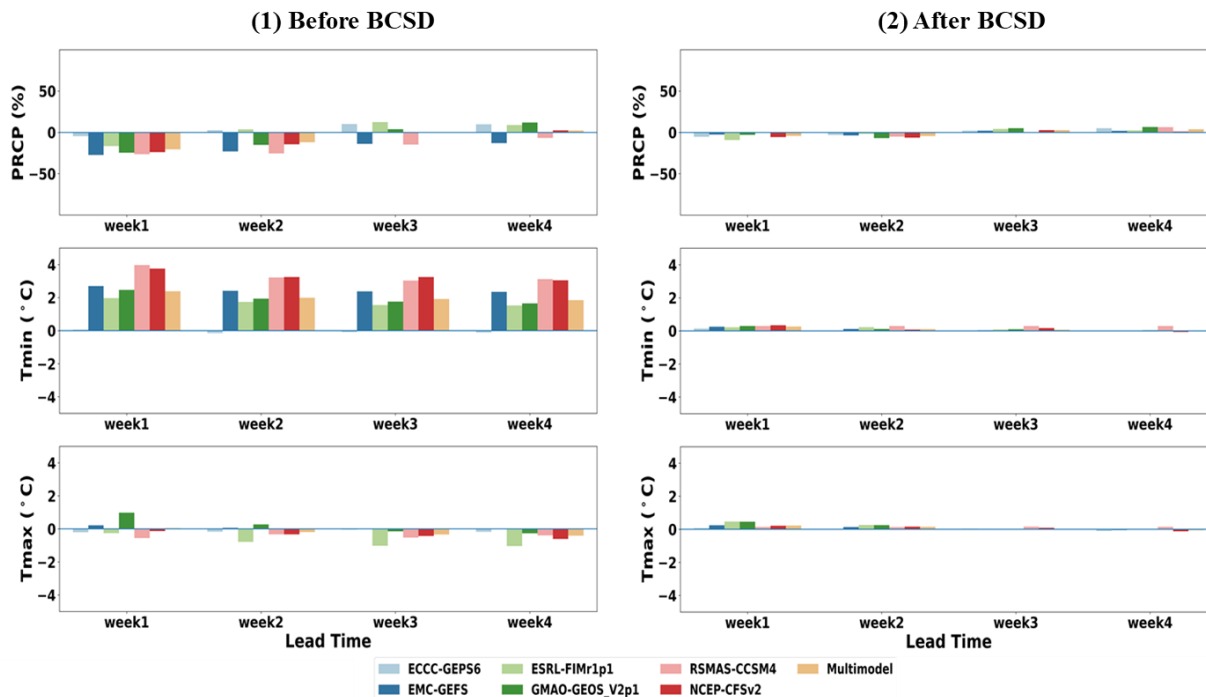 (1) Before BCSD
(2) After BCSD
PRCP (%)
50
0
−50
week1 week2 week3 week4
PRCP (%)
50
0
−50
week1 week2 week3 week4
Tmin (°C)
4
2
0
−2
−4
week1 week2 week3 week4
Tmin (°C)
4
2
0
−2
−4
week1 week2 week3 week4
Tmax (°C)
4
2
0
−2
−4
week1 week2 week3 week4
Lead Time
Tmax (°C)
4
2
0
−2
−4
week1 week2 week3 week4
Lead Time
ECCC-GEPS6 ESRL-FIMr1p1 RSMAS-CCSM4 Multimodel
EMC-GEFS GMAO-GEOS_V2p1 NCEP-CFSv2